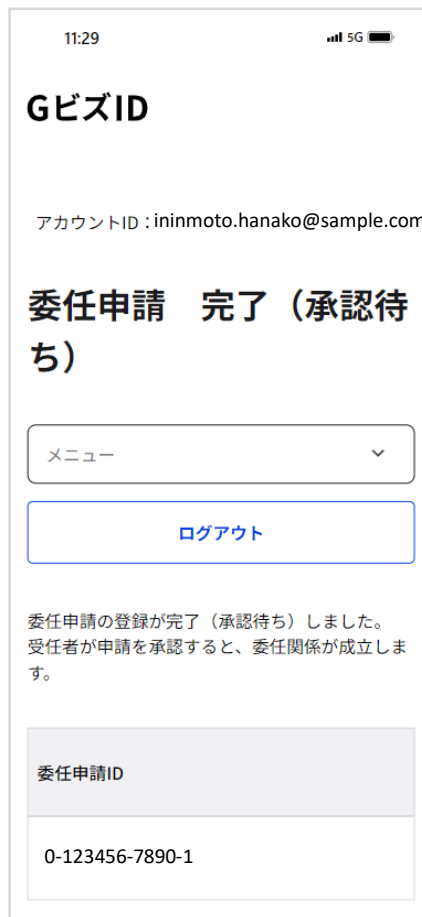 11:29
5G
GビズID
アカウントID：ininmoto.hanako@sample.com
委任申請　完了（承認待
ち）
メニュー
ログアウト
委任申請の登録が完了（承認待ち）しました。
受任者が申請を承認すると、委任関係が成立しま
す。
委任申請ID
0-123456-7890-1